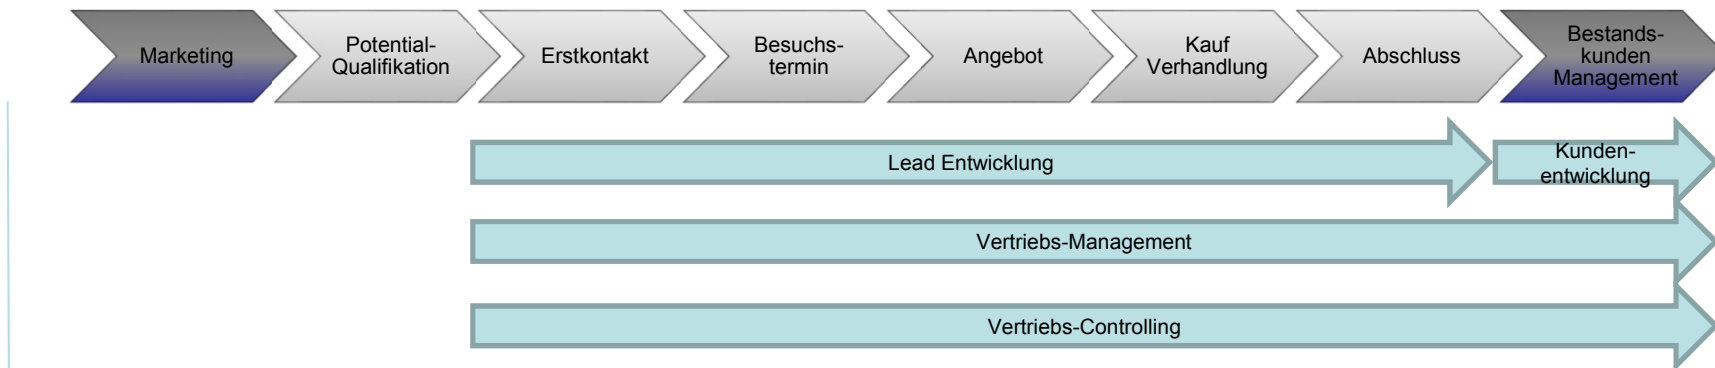 Marketing
Potential-
Qualifikation
Erstkontakt
Besuchs-
termin
Angebot
Kauf
Verhandlung
Abschluss
Bestands-
kunden
Management
Lead Entwicklung
Kunden-
entwicklung
Vertriebs-Management
Vertriebs-Controlling